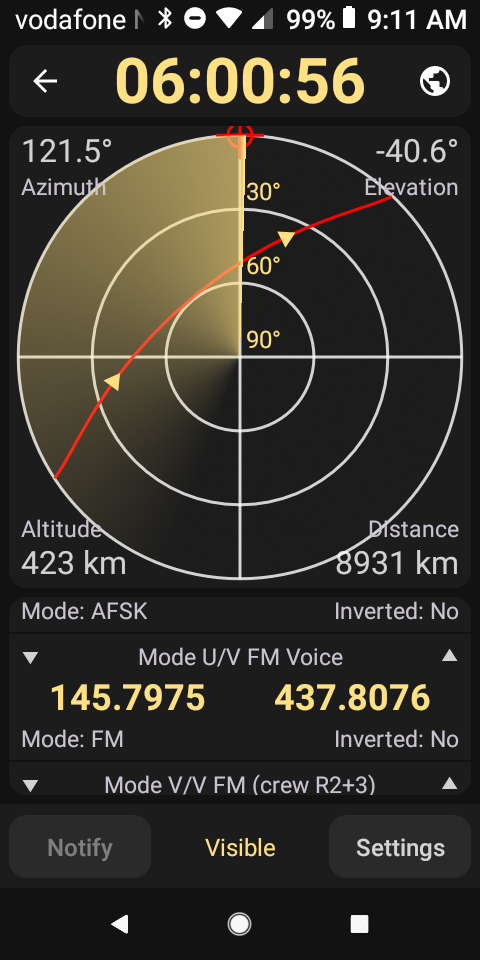 vodafone N 99% 9:11 AM
06:00:56
121.5° -40.6°
Azimuth Elevation
30°
60°
90°
Altitude Distance
423 km 8931 km
Mode: AFSK Inverted: No
Mode U/V FM Voice
145.7975 437.8076
Mode: FM Inverted: No
Mode V/V FM (crew R2+3)
Notify Visible Settings